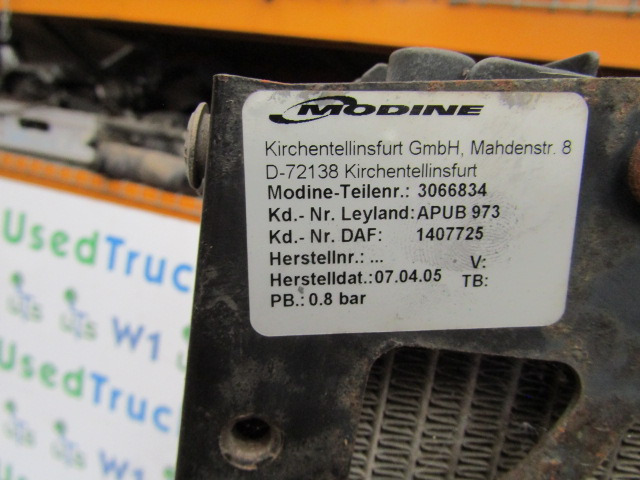 MODINE
Kirchentellinsfurt GmbH, Mahdenstr. 8
D-72138 Kirchentellinsfurt
Modine-Teilenr.: 3066834
Kd.- Nr. Leyland: APUB 973
Kd.- Nr. DAF: 1407725
Herstellnr.: ... V:
Herstelldat.: 07.04.05 TB:
PB.: 0.8 bar
UsedTruc
W1
UsedTruc
W1